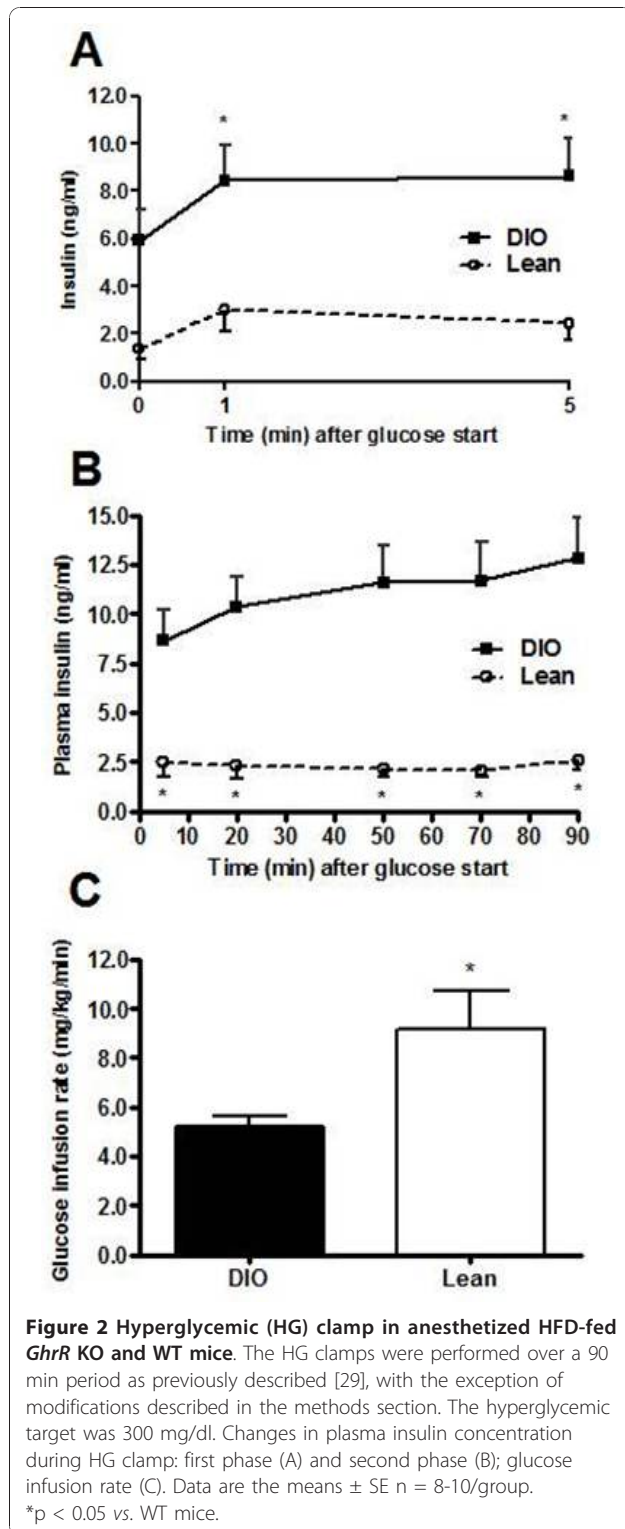 A
12.0
10.0
8.0
6.0
4.0
2.0
0.0
Insulin (ng/ml)
*
*
DIO
Lean
0 1 5
Time (min) after glucose start
B
15.0
12.5
10.0
7.5
5.0
2.5
0.0
Plasma insulin (ng/ml)
DIO
Lean
* * * * *
0 10 20 30 40 50 60 70 80 90
Time (min) after glucose start
C
12.0
10.0
8.0
6.0
4.0
2.0
0.0
Glucose Infusion rate (mg/kg/min)
*
DIO Lean
Figure 2 Hyperglycemic (HG) clamp in anesthetized HFD-fed
GhrR KO and WT mice. The HG clamps were performed over a 90
min period as previously described [29], with the exception of
modifications described in the methods section. The hyperglycemic
target was 300 mg/dl. Changes in plasma insulin concentration
during HG clamp: first phase (A) and second phase (B); glucose
infusion rate (C). Data are the means ± SE n = 8-10/group.
*p < 0.05 vs. WT mice.